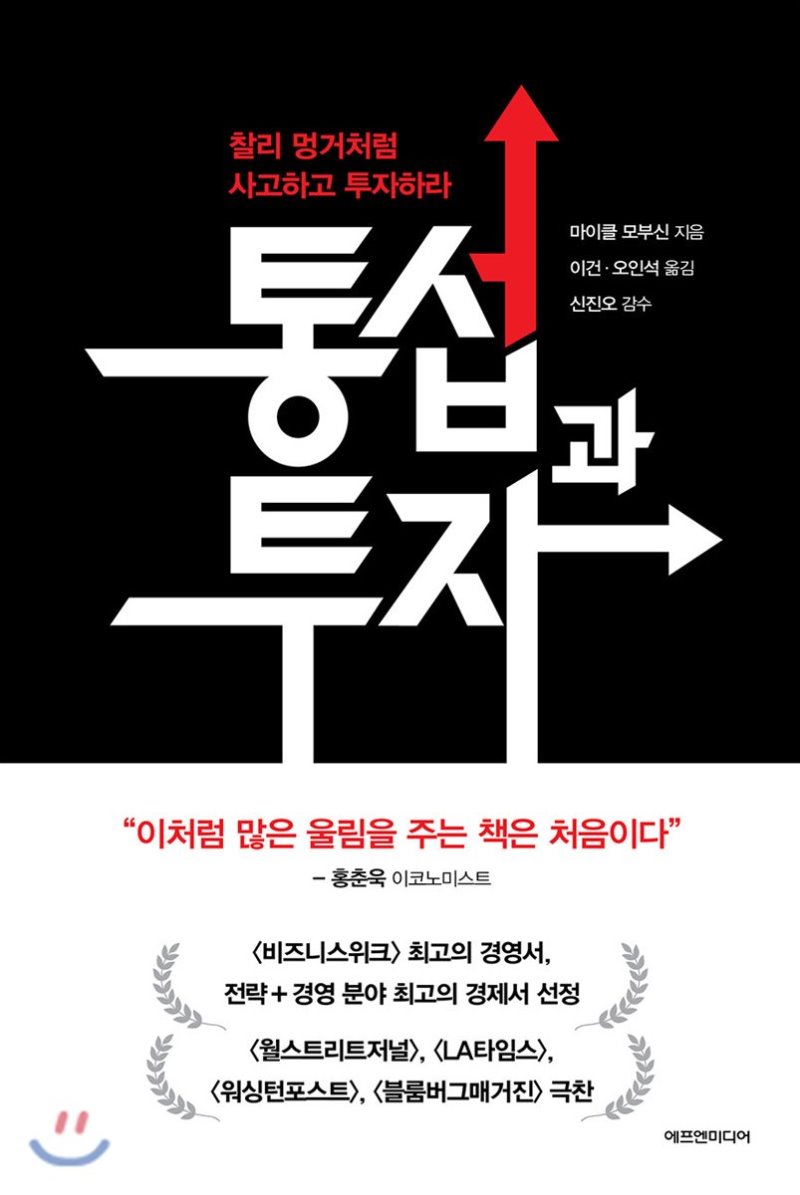 찰리 멍거처럼
사고하고 투자하라
통섭과
투자
마이클 모부신 지음
이건·오인석 옮김
신진오 감수
“이처럼 많은 울림을 주는 책은 처음이다”
– 홍춘욱 이코노미스트
〈비즈니스위크〉 최고의 경영서,
전략+경영 분야 최고의 경제서 선정
〈월스트리트저널〉, 〈LA타임스〉,
〈워싱턴포스트〉, 〈블룸버그매거진〉 극찬
에프엔미디어